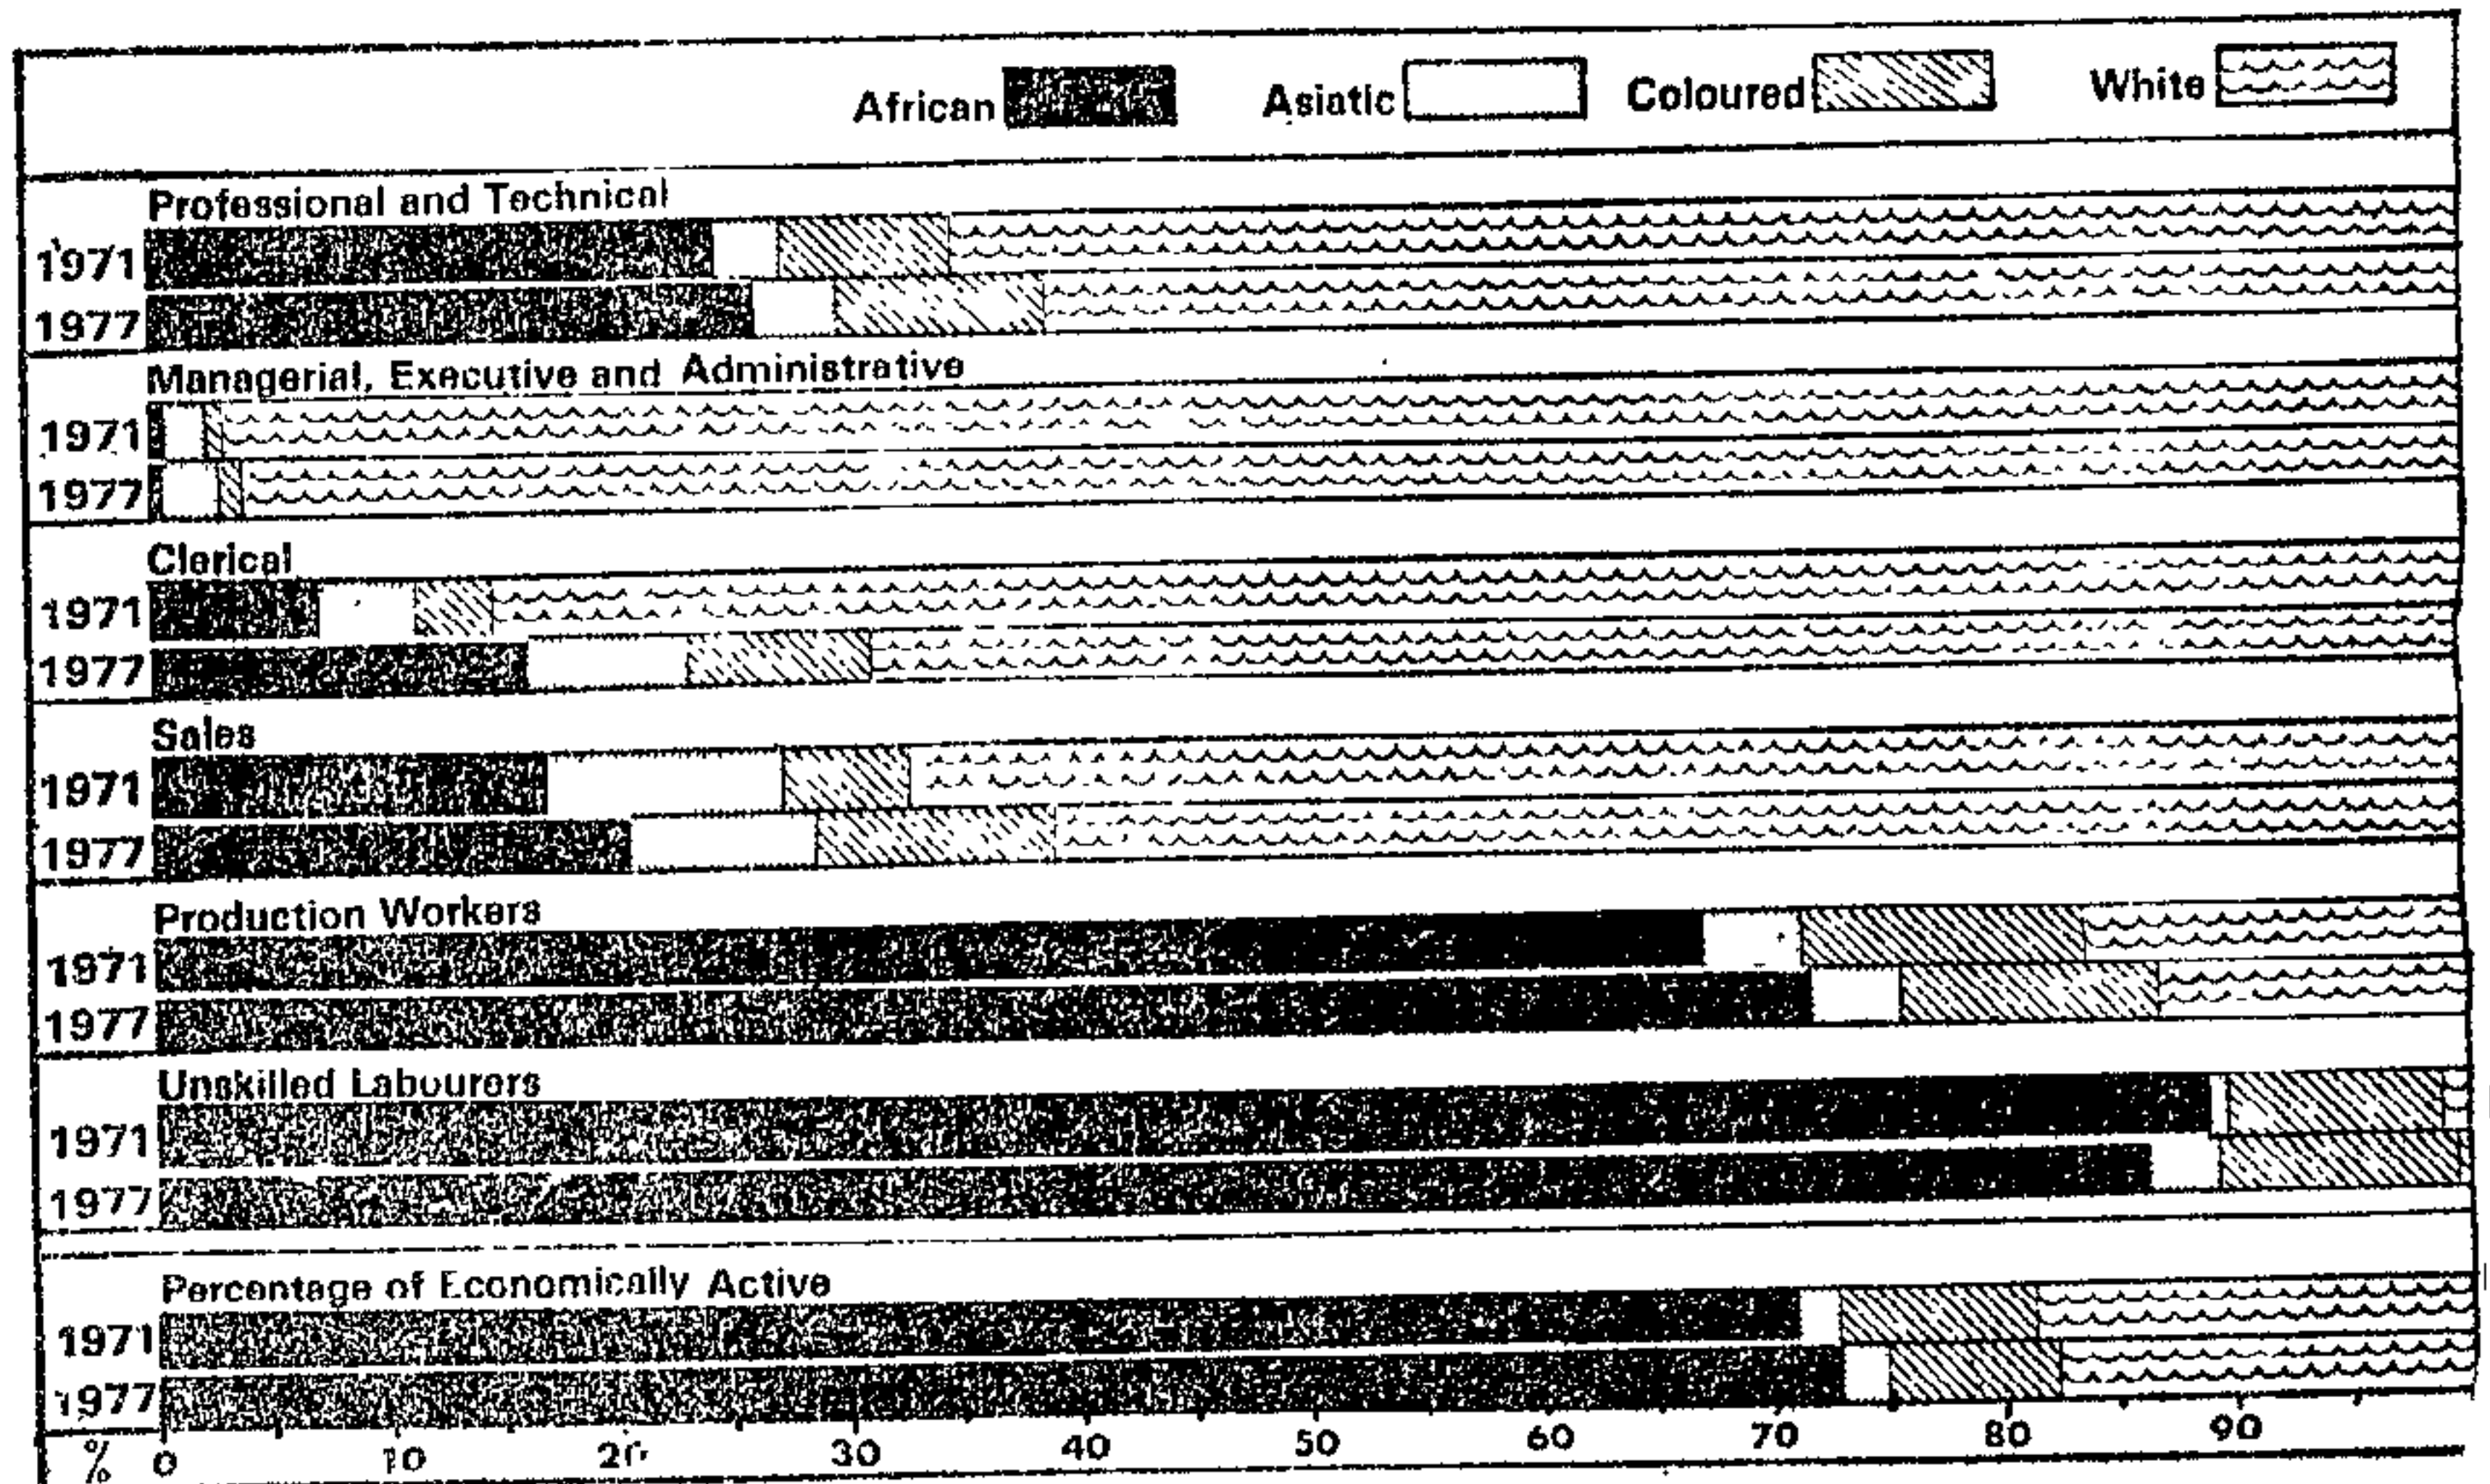 African Asiatic Coloured White
Professional and Technical
1971
1977
Managerial, Executive and Administrative
1971
1977
Clerical
1971
1977
Sales
1971
1977
Production Workers
1971
1977
Unskilled Labourers
1971
1977
Percentage of Economically Active
1971
1977
% 0 10 20 30 40 50 60 70 80 90